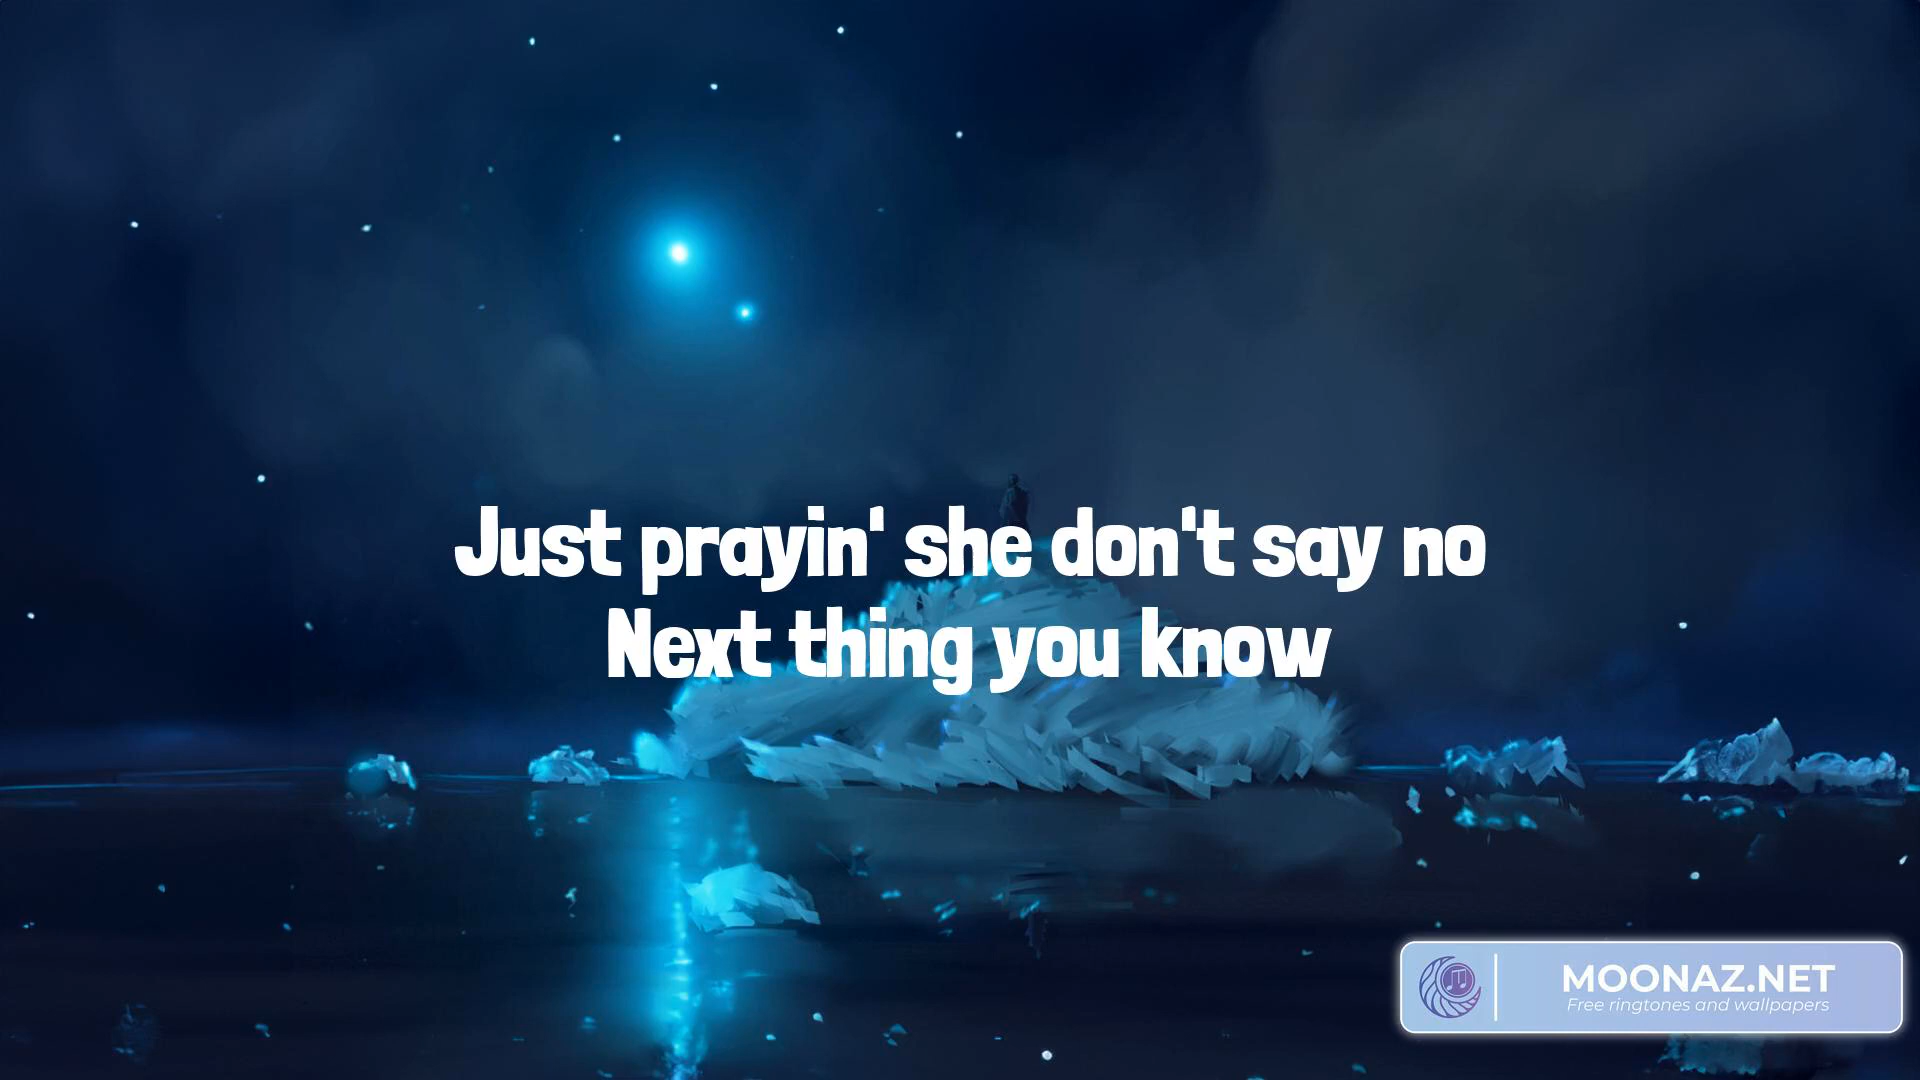 Just prayin' she don't say no
Next thing you know
MOONAZ.NET
Free ringtones and wallpapers